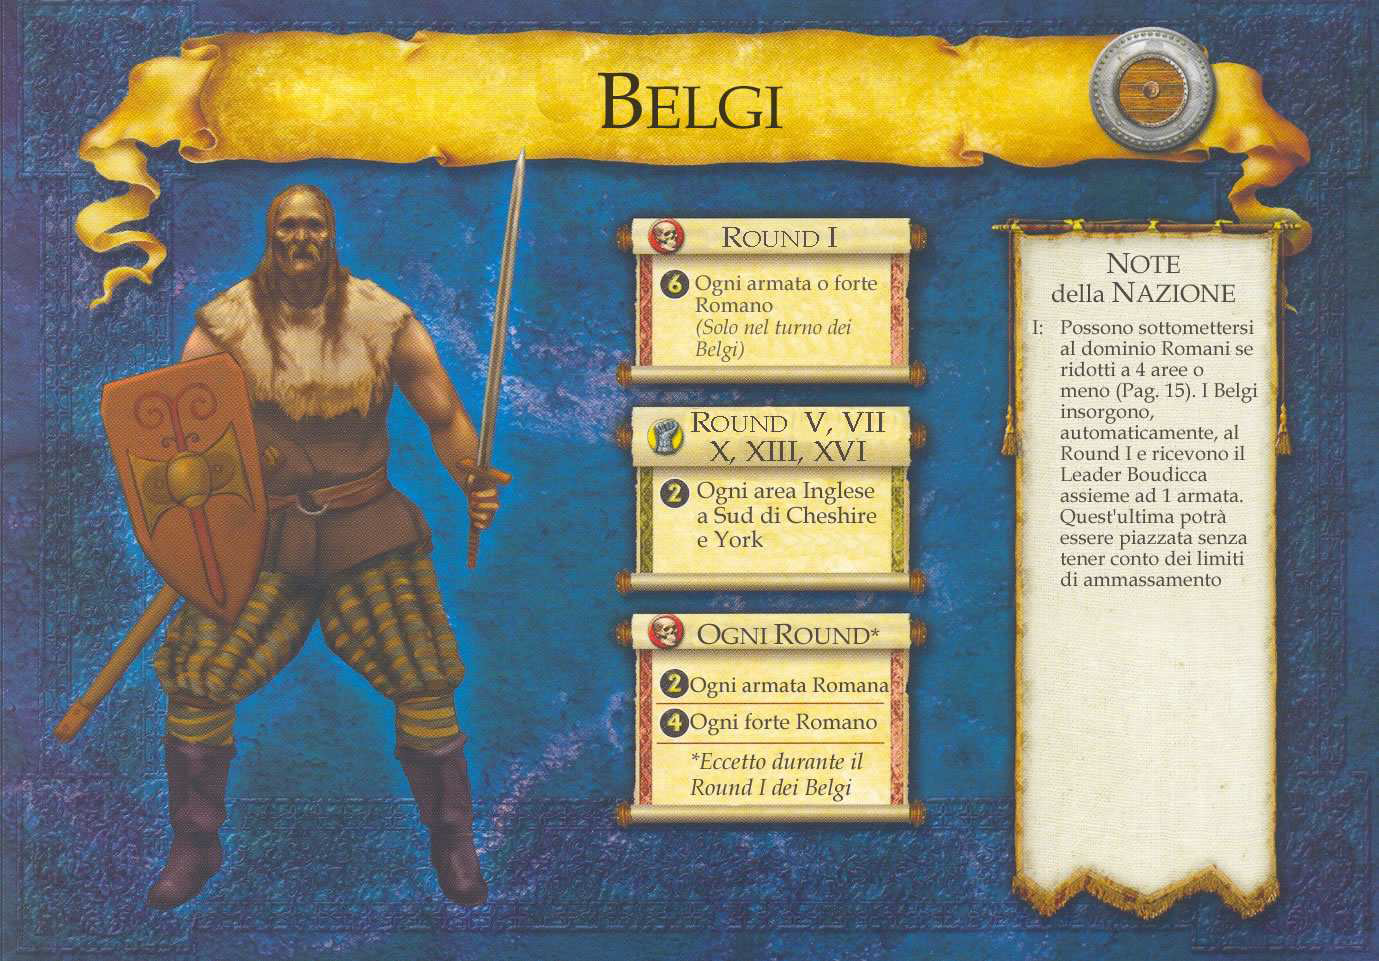 BELGI
ROUND I
6 Ogni armata o forte
Romano
(Solo nel turno dei
Belgi)
ROUND V, VII
X, XIII, XVI
2 Ogni area Inglese
a Sud di Cheshire
e York
OGNI ROUND*
2 Ogni armata Romana
4 Ogni forte Romano
*Eccetto durante il
Round I dei Belgi
NOTE
della NAZIONE
I: Possono sottomettersi
al dominio Romani se
ridotti a 4 aree o
meno (Pag. 15). I Belgi
insorgono,
automaticamente, al
Round I e ricevono il
Leader Boudicca
assieme ad 1 armata.
Quest'ultima potrà
essere piazzata senza
tener conto dei limiti
di ammassamento